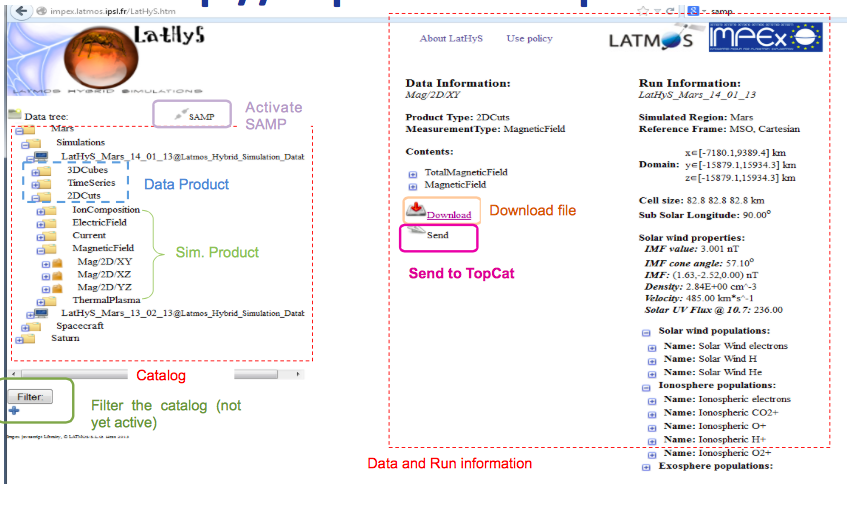 impex.latmos.ipsl.fr/LatHyS.htm
samp
LatHyS
LATMOS HYBRID SIMULATIONS
Data tree:
SAMP
Activate
SAMP
Mars
Simulations
LatHyS_Mars_14_01_13@Latmos_Hybrid_Simulation_Datab
3DCubes
TimeSeries
2DCuts
Data Product
IonComposition
ElectricField
Current
MagneticField
Mag/2D/XY
Mag/2D/XZ
Mag/2D/YZ
ThermalPlasma
Sim. Product
LatHyS_Mars_13_02_13@Latmos_Hybrid_Simulation_Datab
Spacecraft
Saturn
Catalog
Filter:
Filter the catalog (not
yet active)
About LatHyS Use policy
LATMOS
IMPEx
Data Information:
Mag/2D/XY
Product Type: 2DCuts
MeasurementType: MagneticField
Contents:
TotalMagneticField
MagneticField
Download
Download file
Send
Send to TopCat
Run Information:
LatHyS_Mars_14_01_13
Simulated Region: Mars
Reference Frame: MSO, Cartesian
x∈[-7180.1,9389.4] km
Domain: y∈[-15879.1,15934.3] km
z∈[-15879.1,15934.3] km
Cell size: 82.8 82.8 82.8 km
Sub Solar Longitude: 90.00°
Solar wind properties:
IMF value: 3.001 nT
IMF cone angle: 57.10°
IMF: (1.63,-2.52,0.00) nT
Density: 2.84E+00 cm^-3
Velocity: 485.00 km*s^-1
Solar UV Flux @ 10.7: 236.00
Solar wind populations:
Name: Solar Wind electrons
Name: Solar Wind H
Name: Solar Wind He
Ionosphere populations:
Name: Ionospheric electrons
Name: Ionospheric CO2+
Name: Ionospheric O+
Name: Ionospheric H+
Name: Ionospheric O2+
Exosphere populations:
Data and Run information